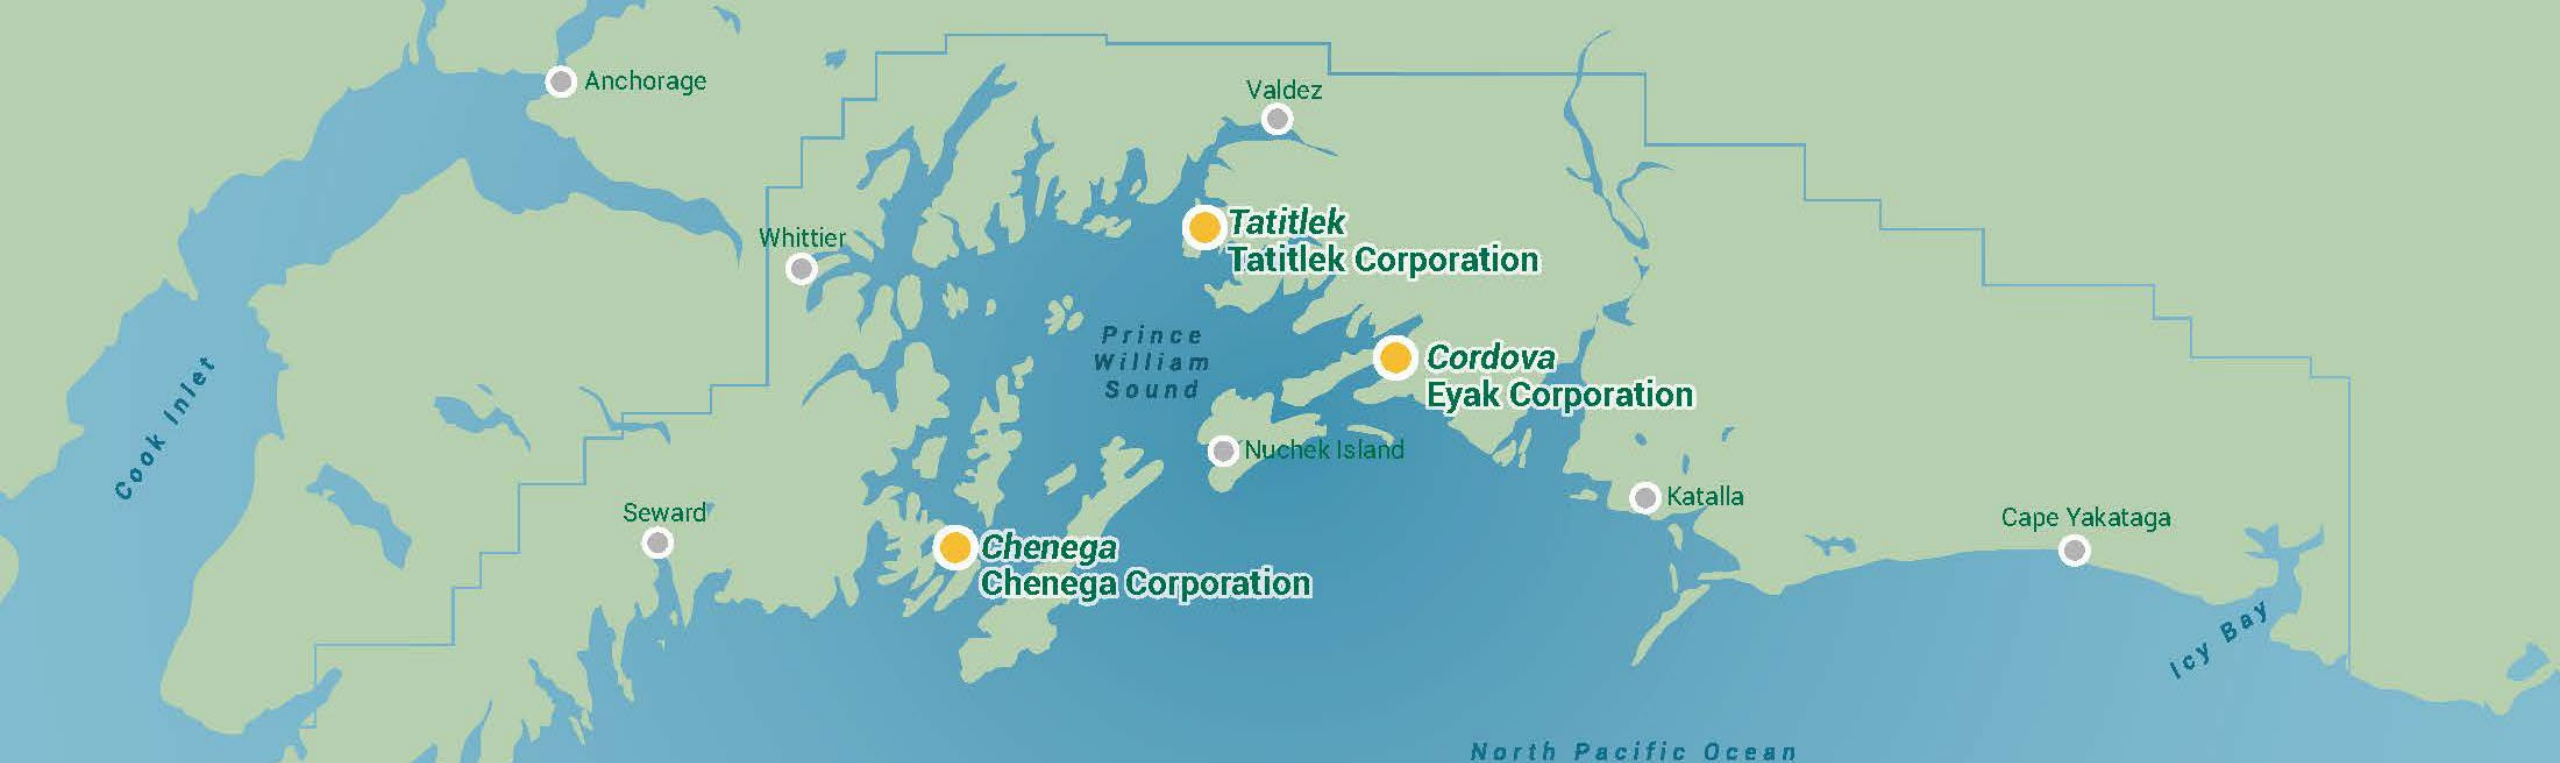 Anchorage
Valdez
Tatitlek
Tatitlek Corporation
Whittier
Prince
William
Sound
Cordova
Eyak Corporation
Cook Inlet
Nuchek Island
Katalla
Seward
Cape Yakataga
Chenega
Chenega Corporation
Icy Bay
North Pacific Ocean